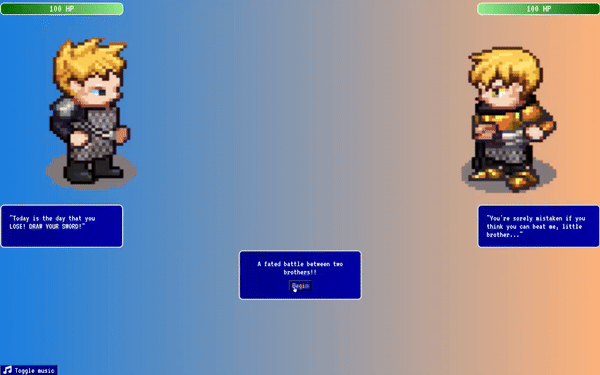 100 HP
100 HP
"Today is the day that you
LOSE! DRAW YOUR SWORD!"
"You're sorely mistaken if you
think you can beat me, little
brother..."
A fated battle between two
brothers!!
Begin
Toggle music